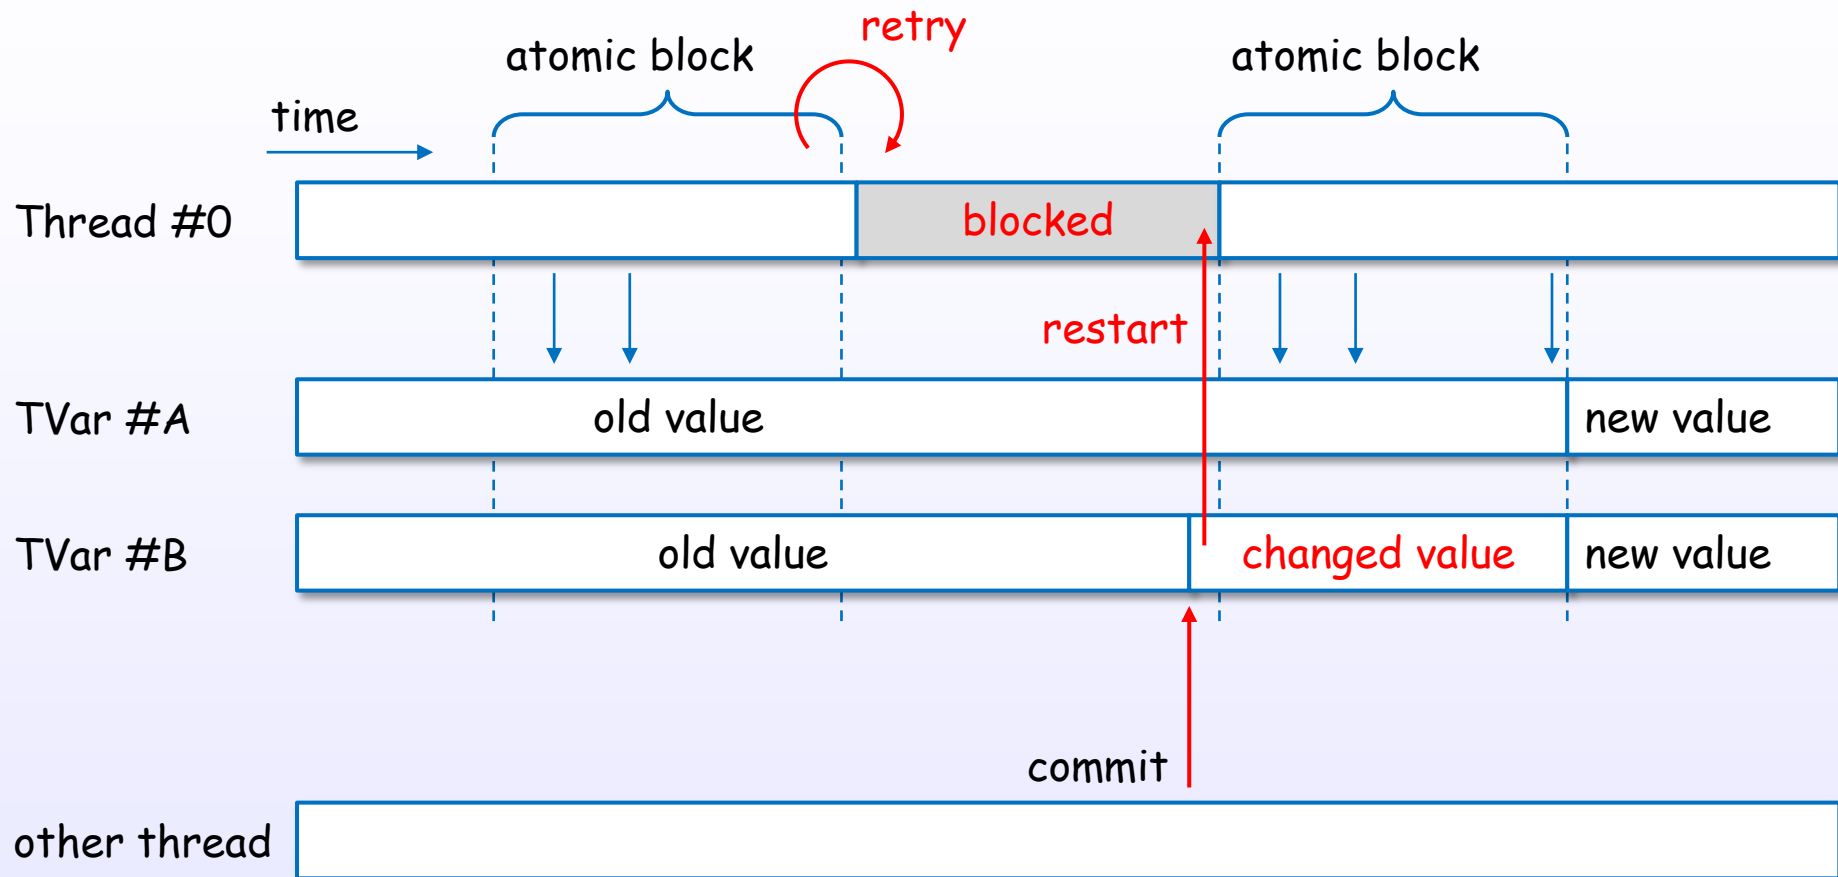 retry
atomic block
atomic block
time
Thread #0
blocked
restart
TVar #A
old value
new value
TVar #B
old value
changed value
new value
commit
other thread